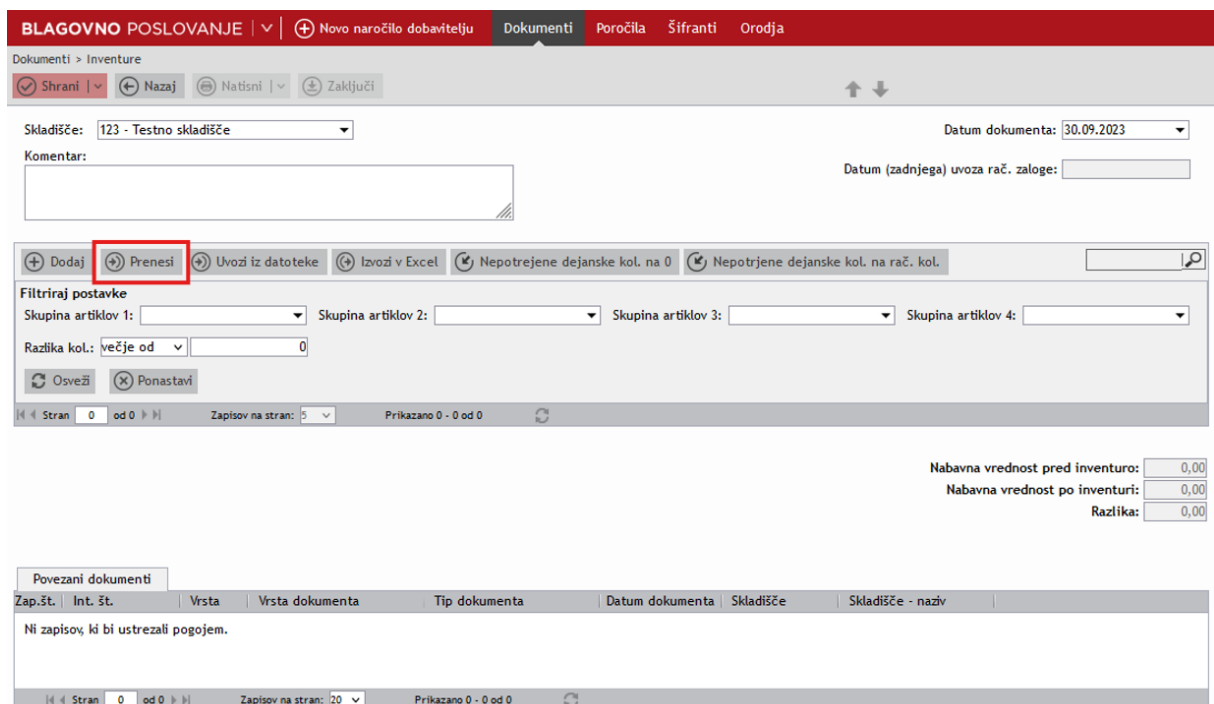 BLAGOVNO POSLOVANJE Novo naročilo dobavitelju Dokumenti Poročila Šifranti Orodja
Dokumenti > Inventure
Shrani Nazaj Natisni Zaključi
Skladišče: 123 - Testno skladišče Datum dokumenta: 30.09.2023
Komentar:
Datum (zadnjega) uvoza rač. zaloge:
Dodaj Prenesi Uvozi iz datoteke Izvozi v Excel Nepotrejene dejanske kol. na 0 Nepotrjene dejanske kol. na rač. kol.
Filtriraj postavke
Skupina artiklov 1: Skupina artiklov 2: Skupina artiklov 3: Skupina artiklov 4:
Razlika kol.: večje od 0
Osveži Ponastavi
Stran 0 od 0 Zapisov na stran: 5 Prikazano 0 - 0 od 0
Nabavna vrednost pred inventuro: 0,00
Nabavna vrednost po inventuri: 0,00
Razlika: 0,00
Povezani dokumenti
Zap.št. Int. št. Vrsta Vrsta dokumenta Tip dokumenta Datum dokumenta Skladišče Skladišče - naziv
Ni zapisov, ki bi ustrezali pogojem.
Stran 0 od 0 Zapisov na stran: 20 Prikazano 0 - 0 od 0